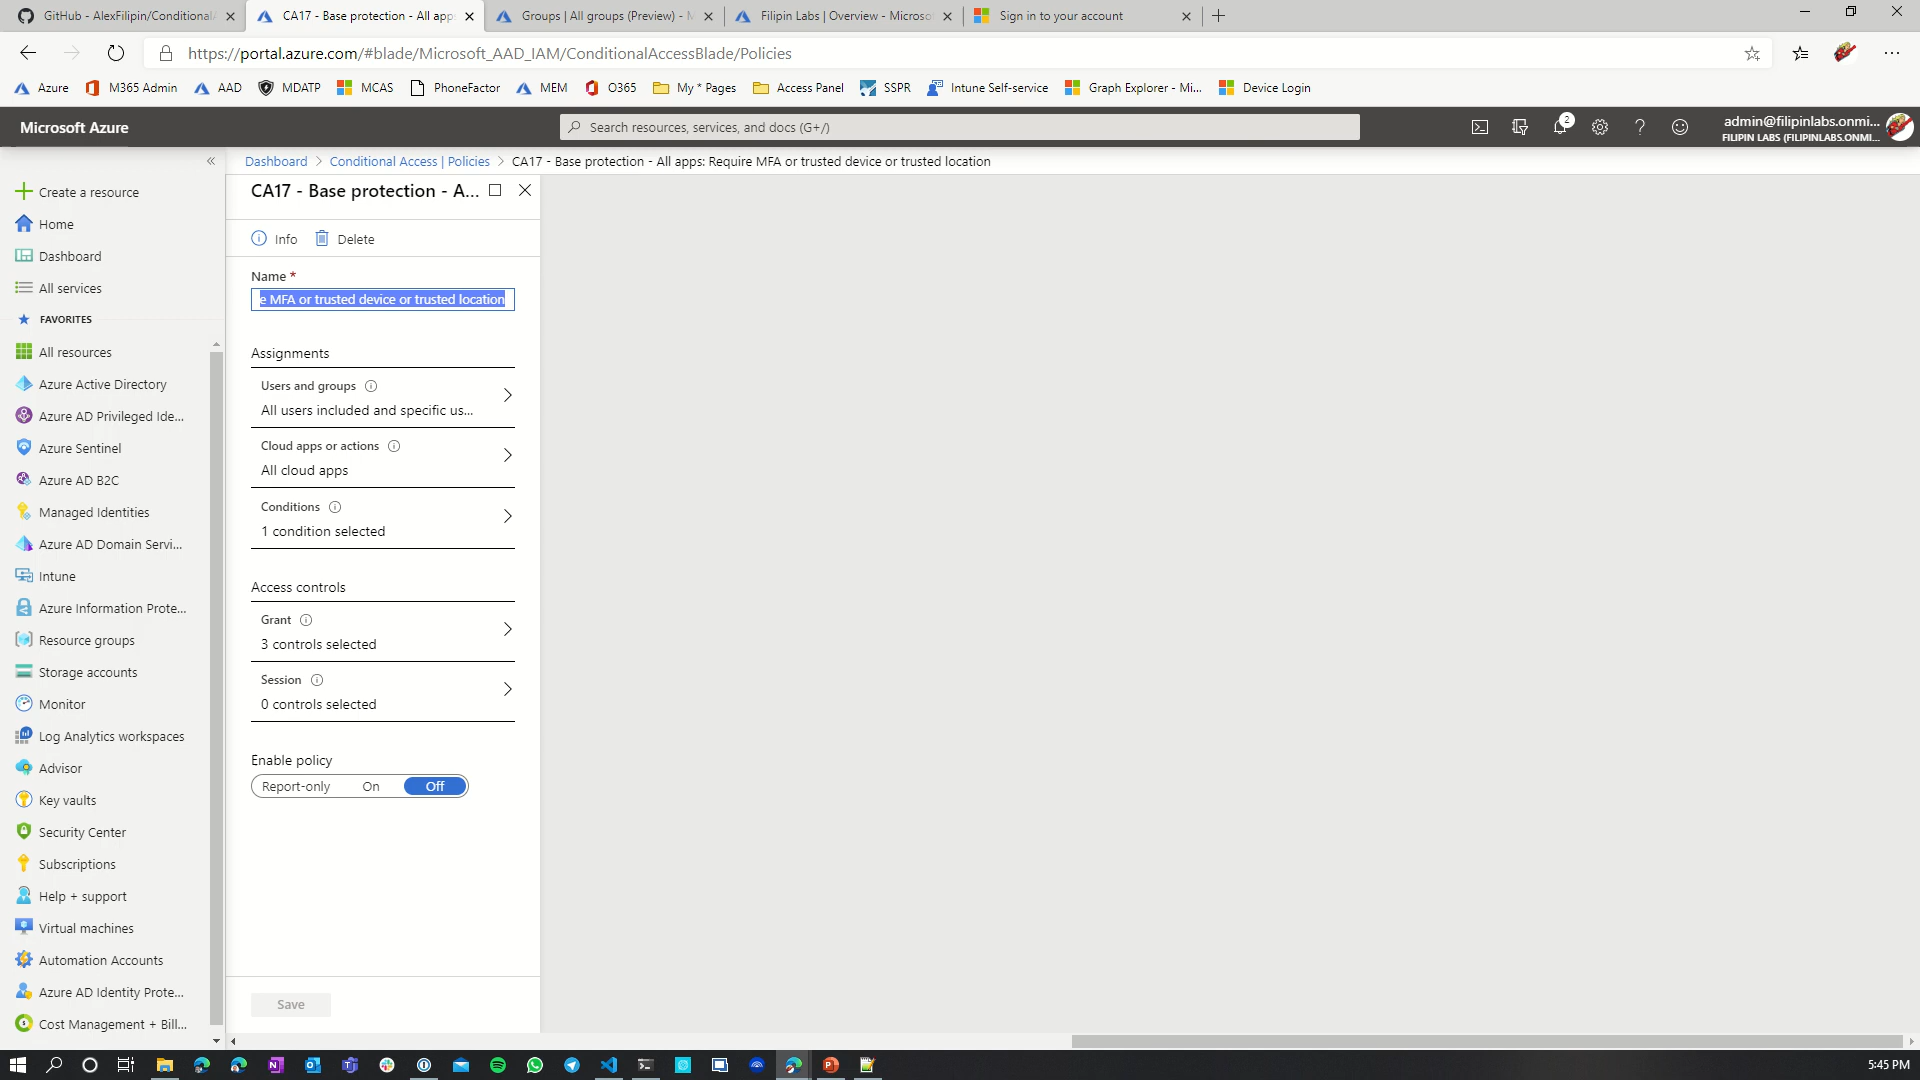 GitHub - AlexFilipin/Conditional
CA17 - Base protection - All apps
Groups | All groups (Preview) - M
Filipin Labs | Overview - Microso
Sign in to your account
https://portal.azure.com/#blade/Microsoft_AAD_IAM/ConditionalAccessBlade/Policies
Azure
M365 Admin
AAD
MDATP
MCAS
PhoneFactor
MEM
O365
My * Pages
Access Panel
SSPR
Intune Self-service
Graph Explorer - Mi...
Device Login
Microsoft Azure
Search resources, services, and docs (G+/)
2
admin@filipinlabs.onmi...
FILIPIN LABS (FILIPINLABS.ONMI...
Dashboard > Conditional Access | Policies > CA17 - Base protection - All apps: Require MFA or trusted device or trusted location
Create a resource
Home
Dashboard
All services
FAVORITES
All resources
Azure Active Directory
Azure AD Privileged Ide...
Azure Sentinel
Azure AD B2C
Managed Identities
Azure AD Domain Servi...
Intune
Azure Information Prote...
Resource groups
Storage accounts
Monitor
Log Analytics workspaces
Advisor
Key vaults
Security Center
Subscriptions
Help + support
Virtual machines
Automation Accounts
Azure AD Identity Prote...
Cost Management + Bill...
CA17 - Base protection - A...
Info
Delete
Name *
e MFA or trusted device or trusted location
Assignments
Users and groups
All users included and specific us...
Cloud apps or actions
All cloud apps
Conditions
1 condition selected
Access controls
Grant
3 controls selected
Session
0 controls selected
Enable policy
Report-only On Off
Save
5:45 PM